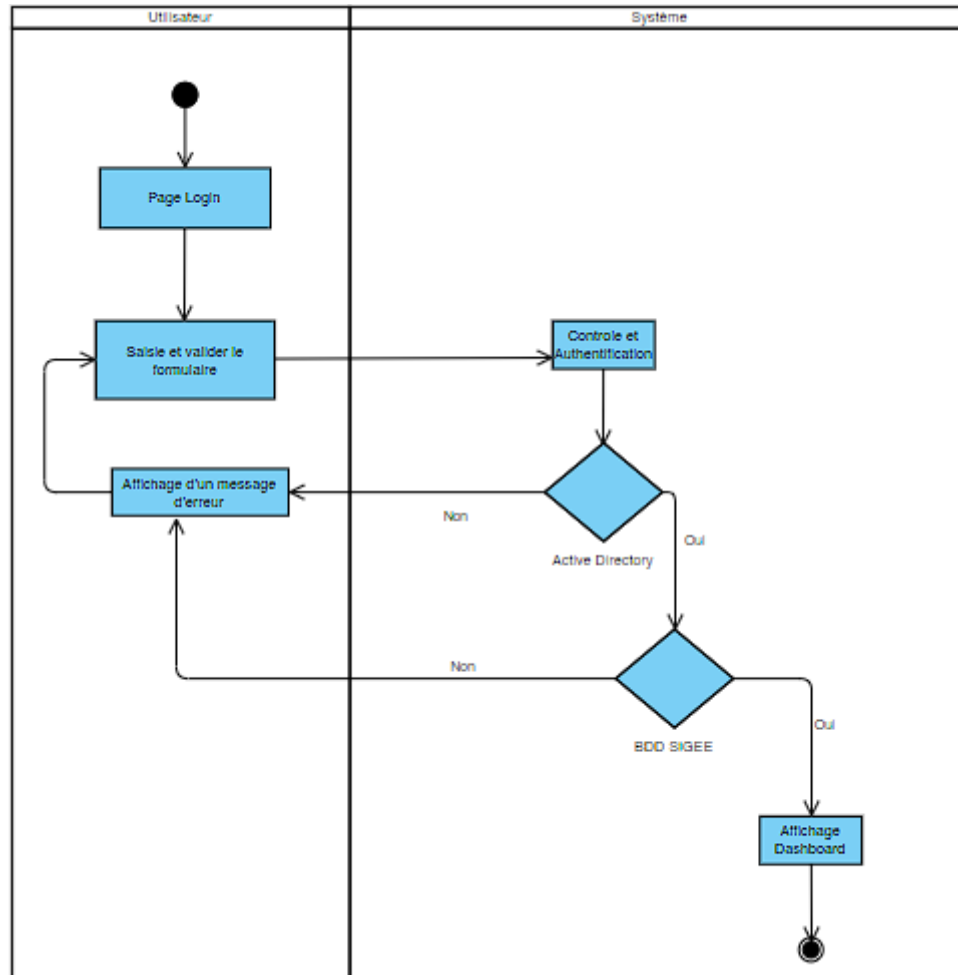 Utilisateur
Système
Page Login
Saisie et valider le
formulaire
Controle et
Authentification
Affichage d'un message
d'erreur
Non
Active Directory
Oui
Non
BDD SIGEE
Oui
Affichage
Dashboard